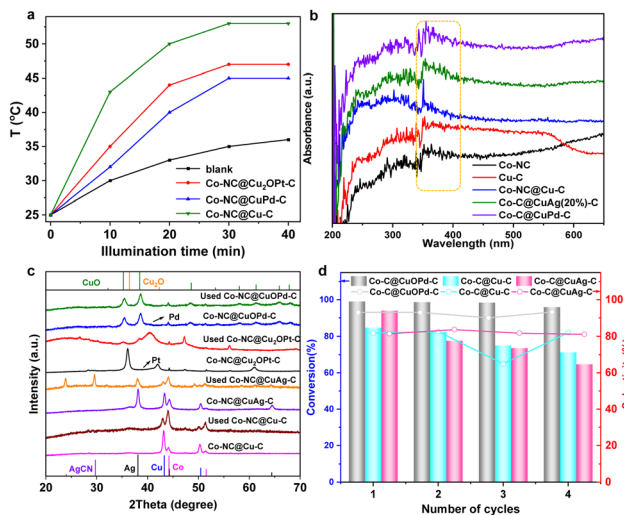 a
T (°C)
55
50
45
40
35
30
25
0
10
20
30
40
Illumination time (min)
blank
Co-NC@Cu₂OPt-C
Co-NC@CuPd-C
Co-NC@Cu-C
b
Absorbance (a.u.)
200
300
400
500
600
Wavelength (nm)
Co-NC
Cu-C
Co-NC@Cu-C
Co-C@CuAg(20%)-C
Co-C@CuPd-C
c
Intensity (a.u.)
CuO
Cu₂O
Used Co-NC@CuOPd-C
Co-NC@CuOPd-C
Pd
Used Co-NC@Cu₂OPt-C
Co-NC@Cu₂OPt-C
Pt
Used Co-NC@CuAg-C
Co-NC@CuAg-C
Used Co-NC@Cu-C
Co-NC@Cu-C
AgCN
Ag
Cu
Co
20
30
40
50
60
70
2Theta (degree)
d
Co-C@CuOPd-C
Co-C@Cu-C
Co-C@CuAg-C
Co-C@CuOPd-C
Co-C@Cu-C
Co-C@CuAg-C
Conversion(%)
100
80
60
40
20
0
1
2
3
4
Number of cycles
100
80
60
40
20
0